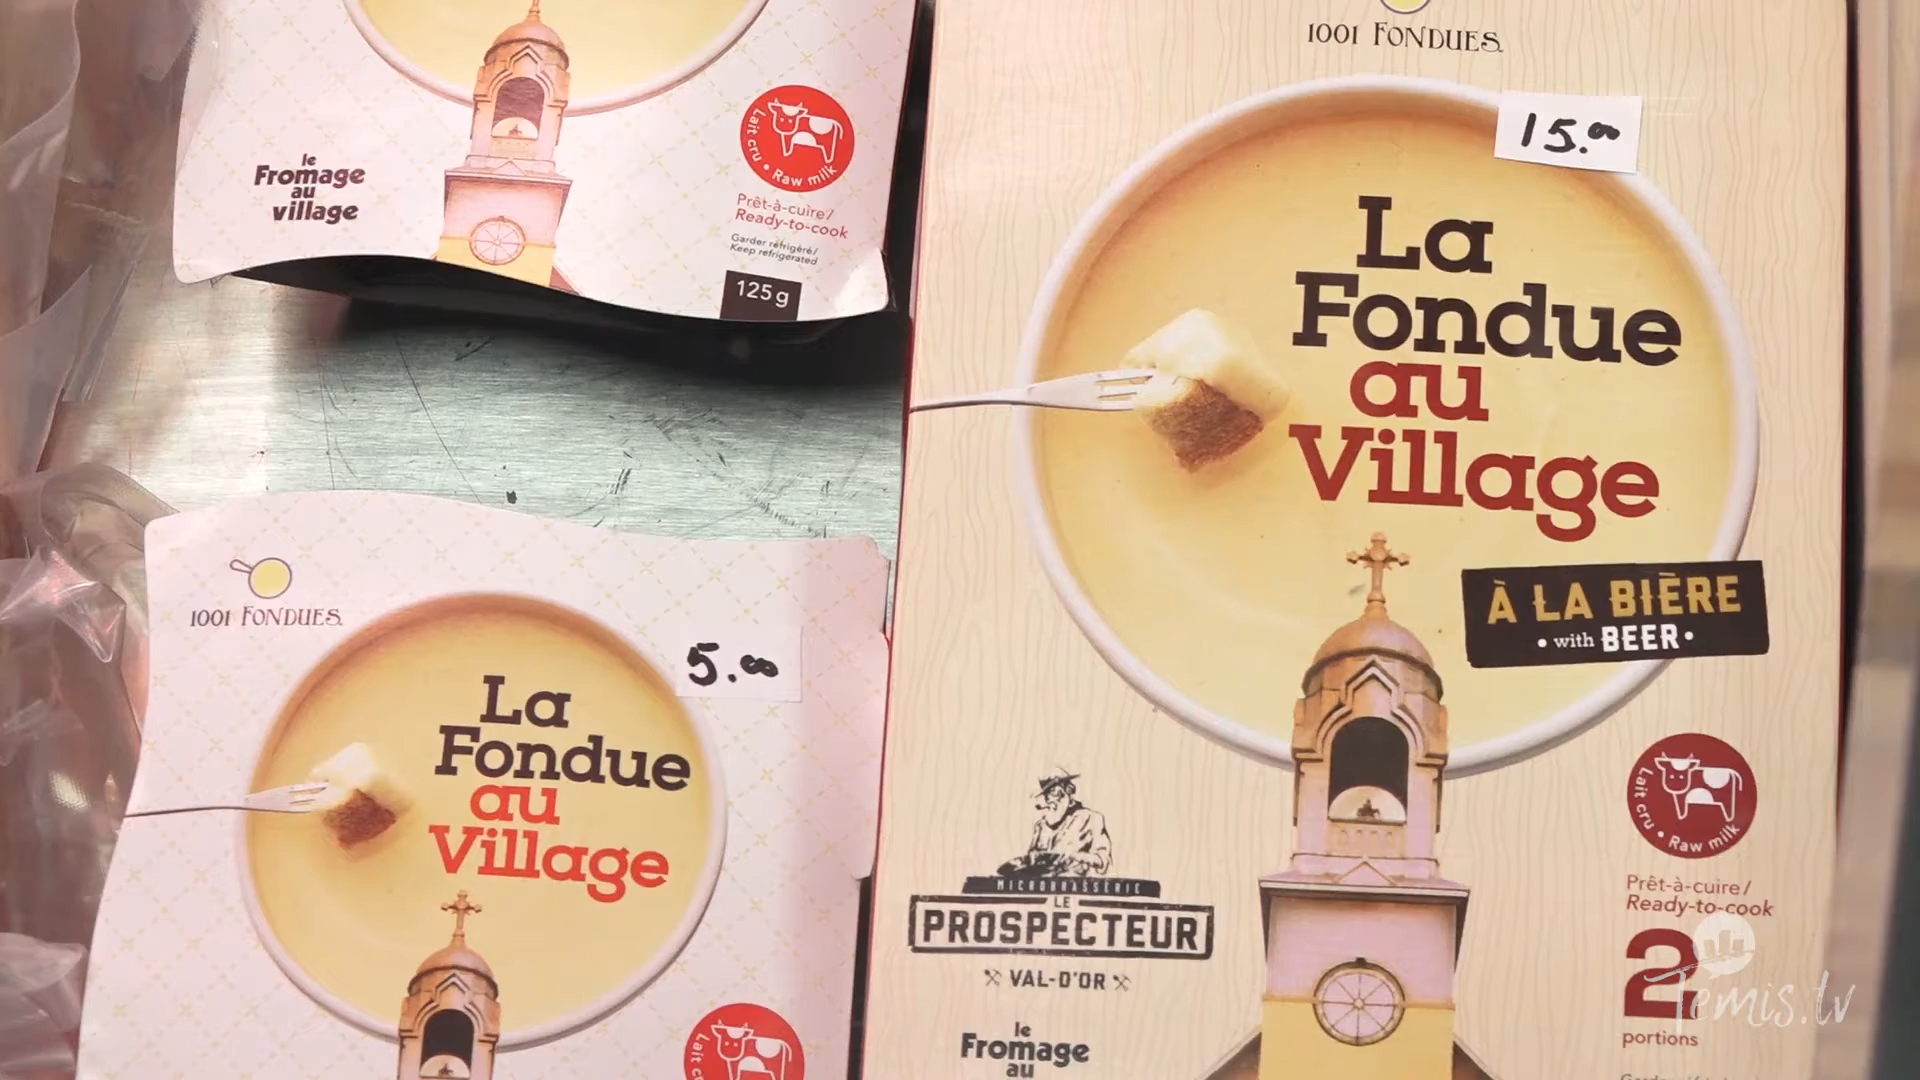 le
Fromage
au
village
Lait cru • Raw milk
Prêt-à-cuire/
Ready-to-cook
Garder réfrigéré/
Keep refrigerated
125 g
1001 FONDUES
5.00
La
Fondue
au
Village
1001 FONDUES
15.00
La
Fondue
au
Village
À LA BIÈRE
• with BEER •
MICROBRASSERIE
LE
PROSPECTEUR
VAL-D'OR
le
Fromage
au
Lait cru • Raw milk
Prêt-à-cuire/
Ready-to-cook
2
portions
Temis.tv